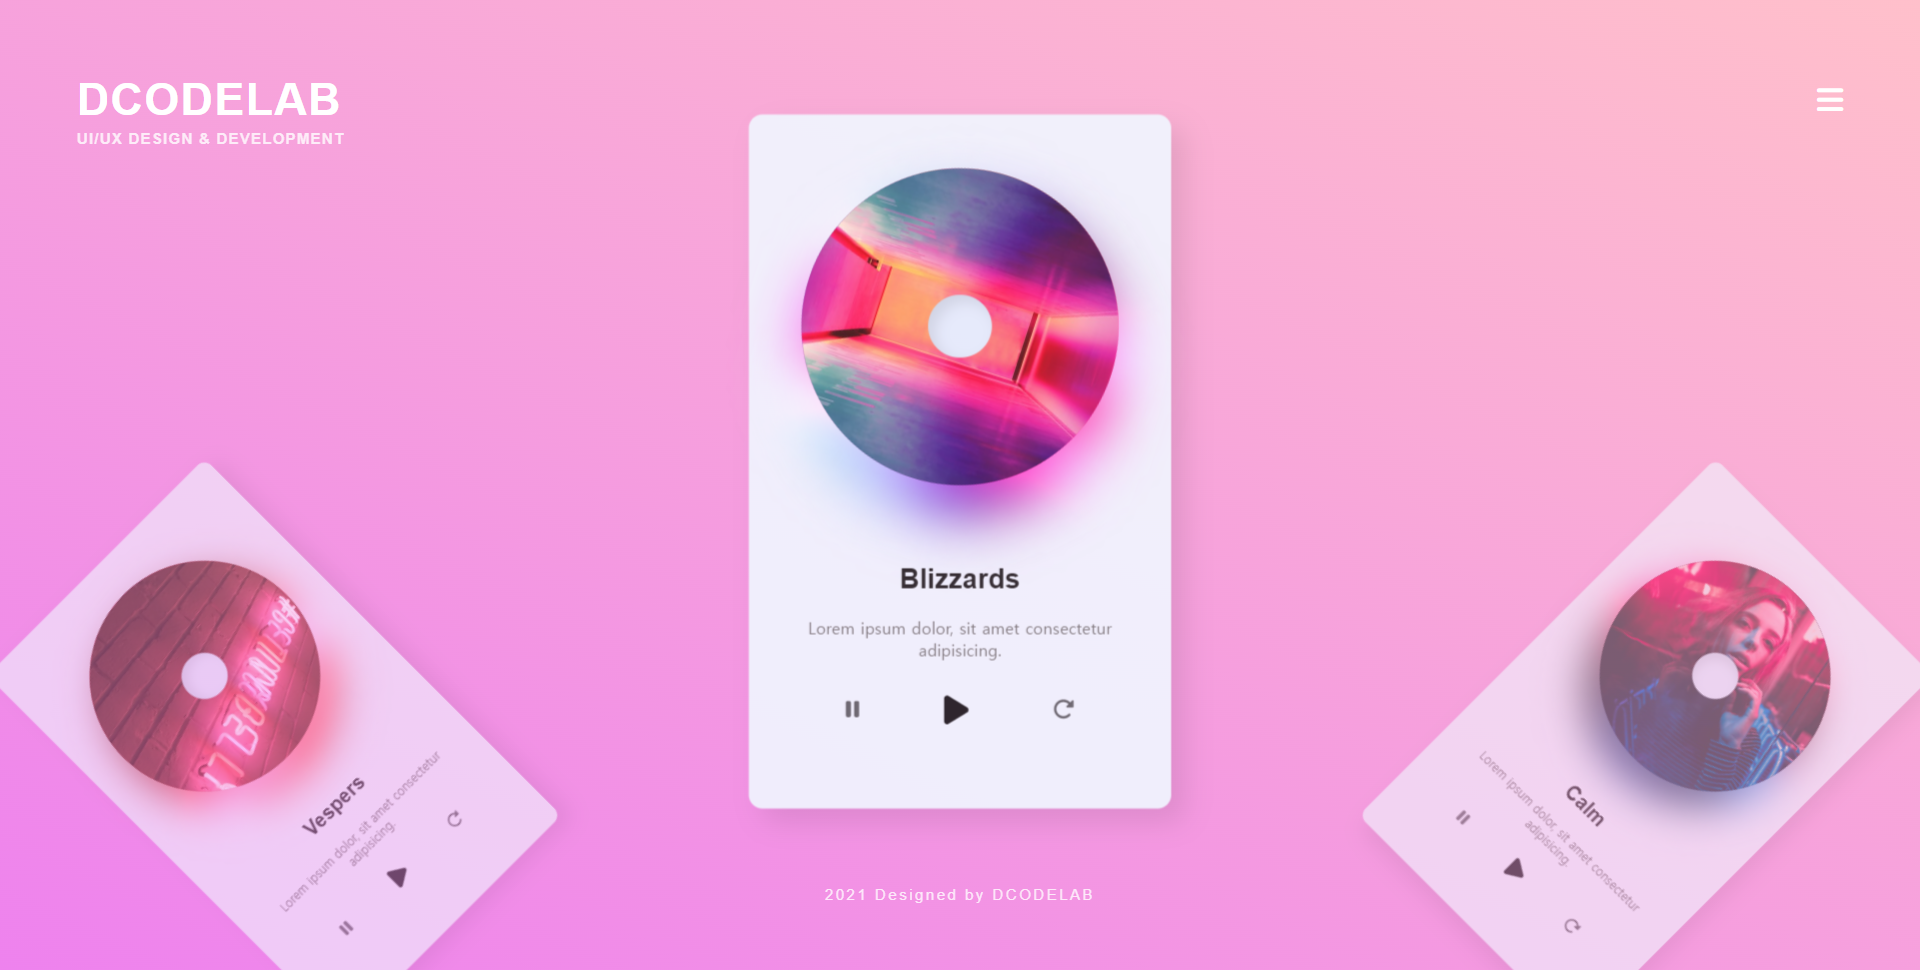 DCODELAB
UI/UX DESIGN & DEVELOPMENT
Blizzards
Lorem ipsum dolor, sit amet consectetur
adipisicing.
Vespers
Lorem ipsum dolor, sit amet consectetur
adipisicing.
Calm
Lorem ipsum dolor, sit amet consectetur
adipisicing.
2021 Designed by DCODELAB